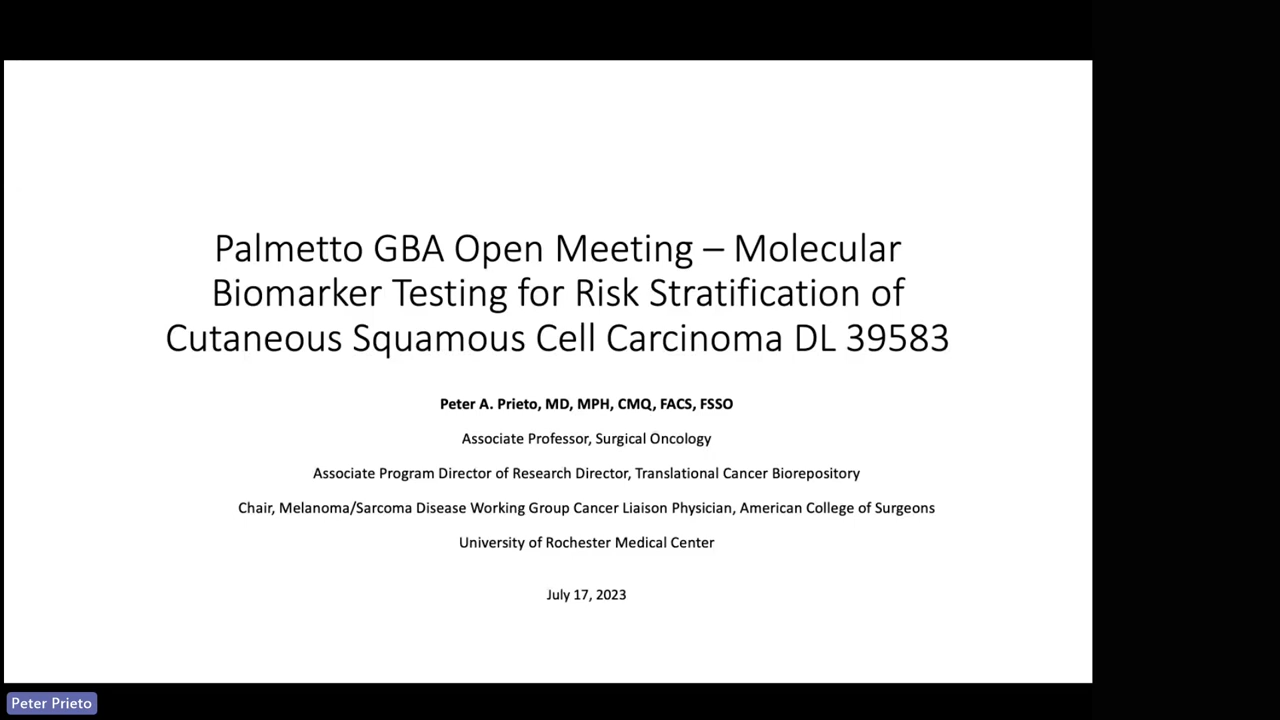 Palmetto GBA Open Meeting – Molecular
Biomarker Testing for Risk Stratification of
Cutaneous Squamous Cell Carcinoma DL 39583
Peter A. Prieto, MD, MPH, CMQ, FACS, FSSO
Associate Professor, Surgical Oncology
Associate Program Director of Research Director, Translational Cancer Biorepository
Chair, Melanoma/Sarcoma Disease Working Group Cancer Liaison Physician, American College of Surgeons
University of Rochester Medical Center
July 17, 2023
Peter Prieto